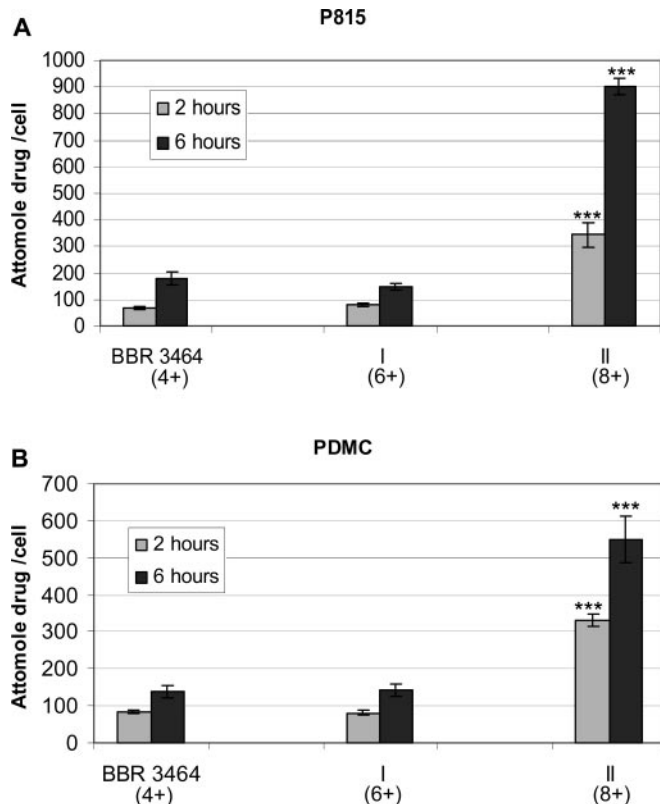 A
P815
Attomole drug /cell
1000
900
800
700
600
500
400
300
200
100
0
2 hours
6 hours
***
***
BBR 3464
(4+)
I
(6+)
II
(8+)
B
PDMC
Attomole drug /cell
700
600
500
400
300
200
100
0
2 hours
6 hours
***
***
BBR 3464
(4+)
I
(6+)
II
(8+)